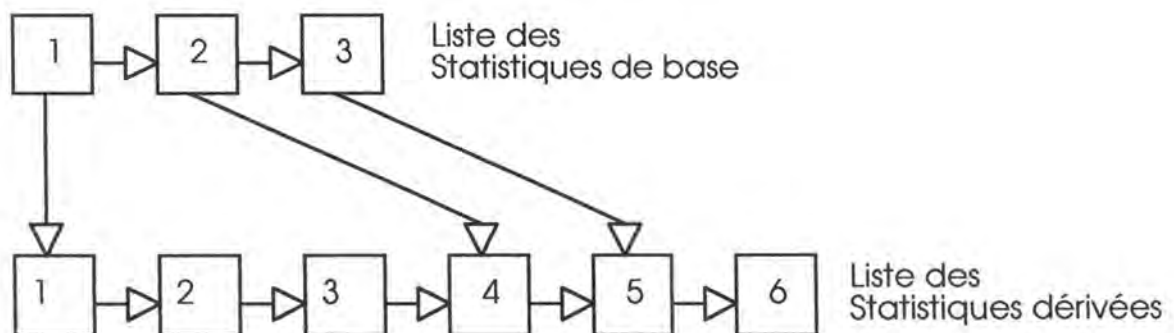 1 2 3
Liste des
Statistiques de base
1 2 3 4 5 6
Liste des
Statistiques dérivées